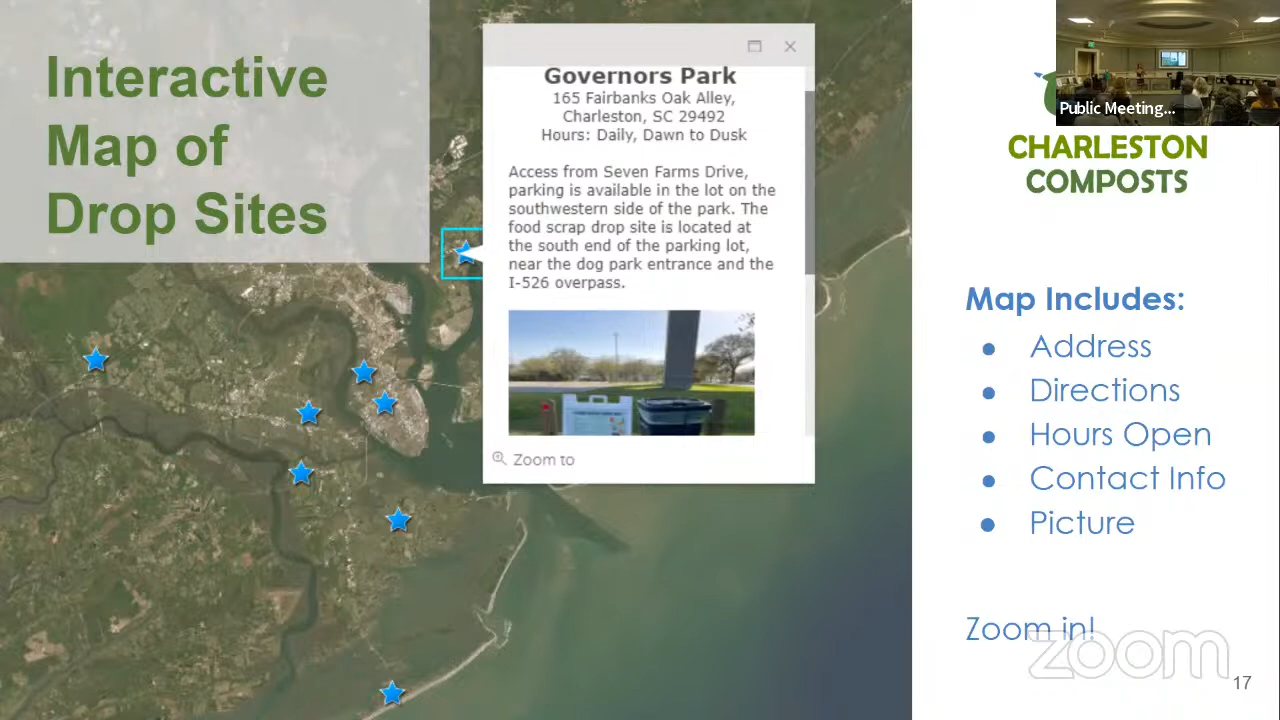 Interactive
Map of
Drop Sites
Governors Park
165 Fairbanks Oak Alley,
Charleston, SC 29492
Hours: Daily, Dawn to Dusk
Access from Seven Farms Drive,
parking is available in the lot on the
southwestern side of the park. The
food scrap drop site is located at
the south end of the parking lot,
near the dog park entrance and the
I-526 overpass.
Zoom to
Public Meeting...
CHARLESTON
COMPOSTS
Map Includes:
● Address
● Directions
● Hours Open
● Contact Info
● Picture
Zoom in!
zoom
17